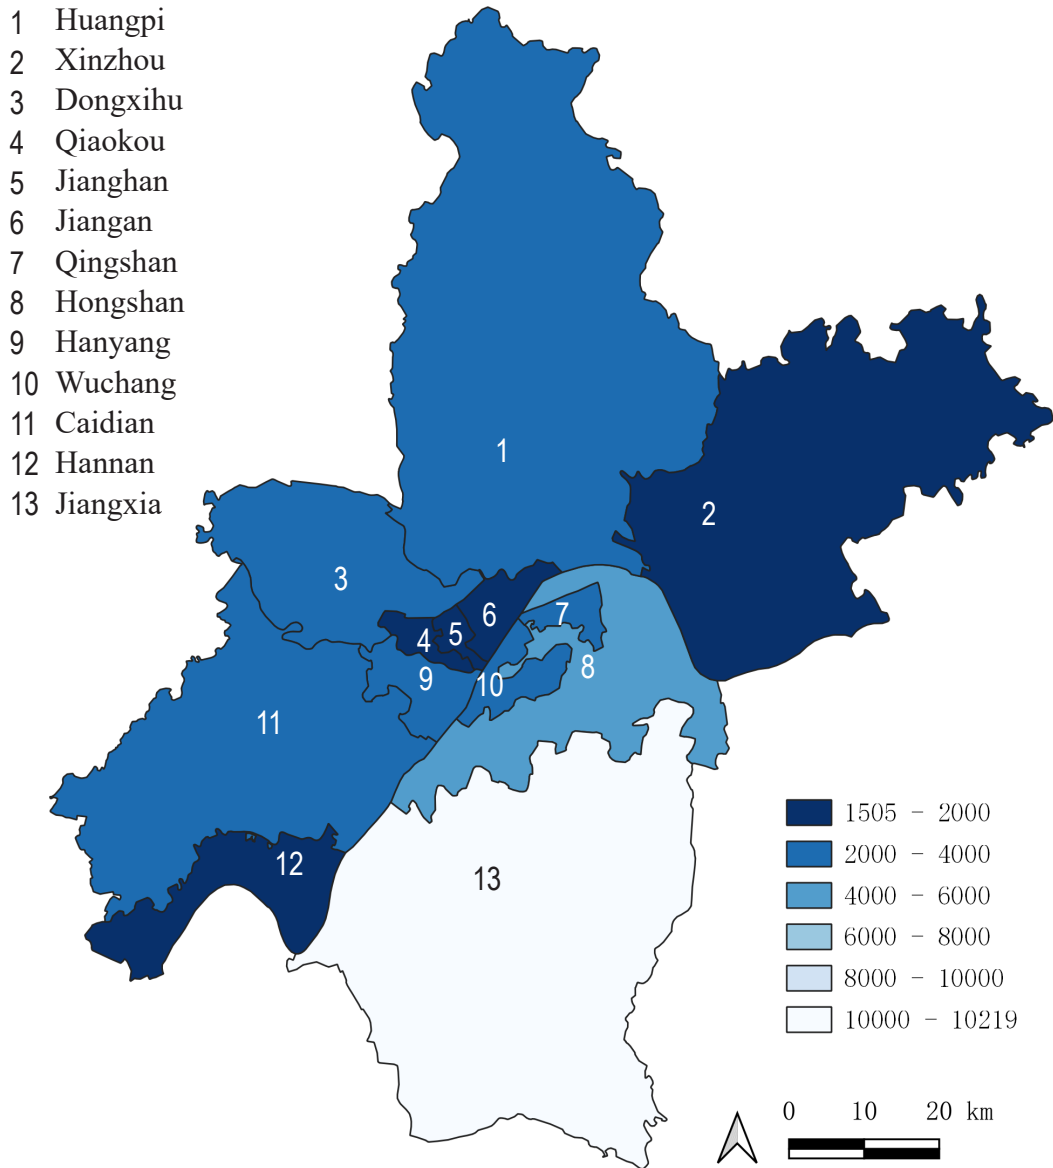 1 Huangpi
2 Xinzhou
3 Dongxihu
4 Qiaokou
5 Jianghan
6 Jiangan
7 Qingshan
8 Hongshan
9 Hanyang
10 Wuchang
11 Caidian
12 Hannan
13 Jiangxia
1
2
3
6
7
5
4
8
9
10
11
12
13
1505 - 2000
2000 - 4000
4000 - 6000
6000 - 8000
8000 - 10000
10000 - 10219
0 10 20 km